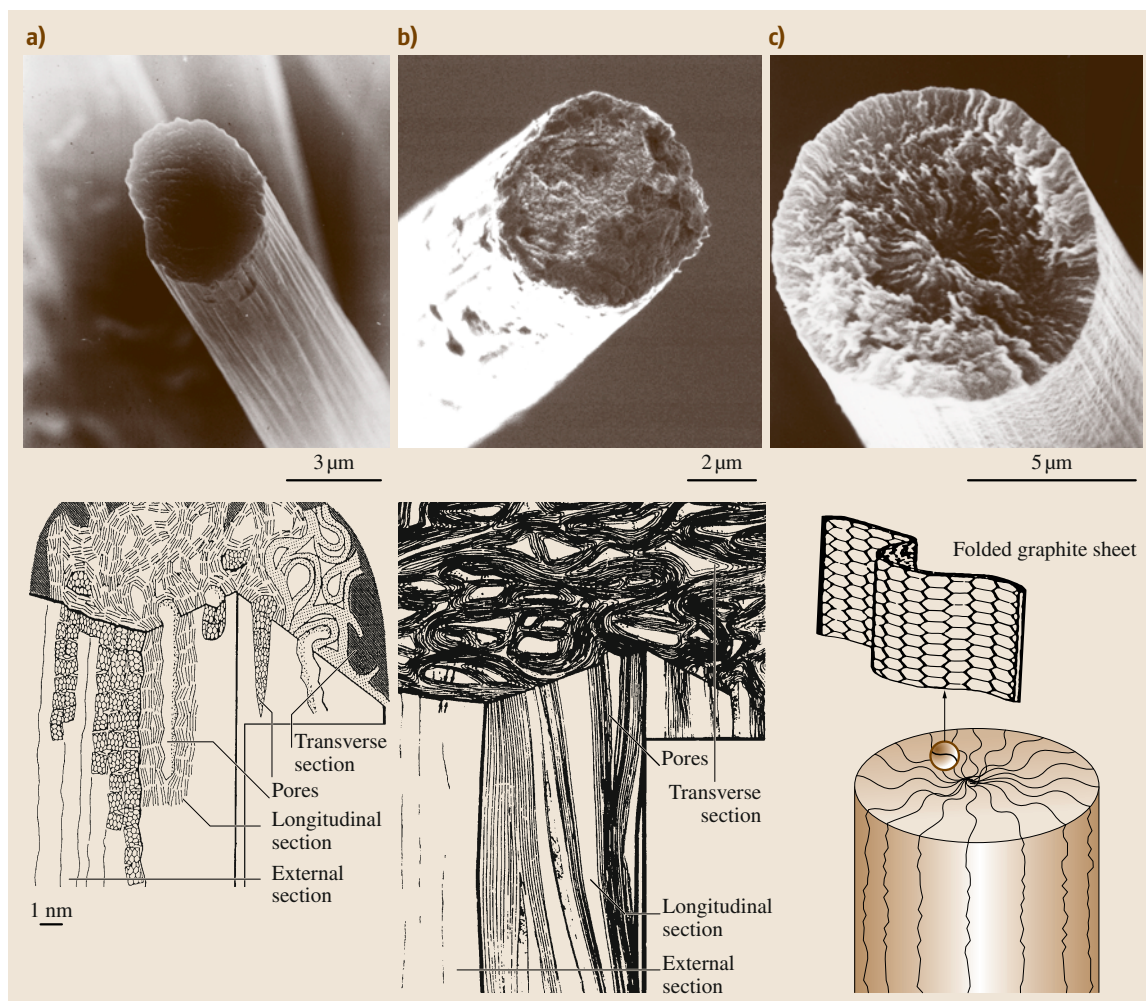 a)
b)
c)
3 µm
2 µm
5 µm
Transverse
section
Pores
Longitudinal
section
External
section
1 nm
Pores
Transverse
section
Longitudinal
section
External
section
Folded graphite sheet